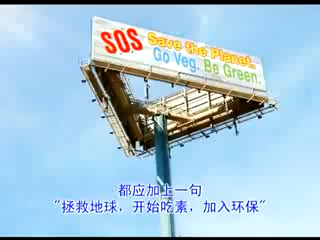 SOS Save the Planet.
Go Veg. Be Green.
都应加上一句
"拯救地球，开始吃素，加入环保"